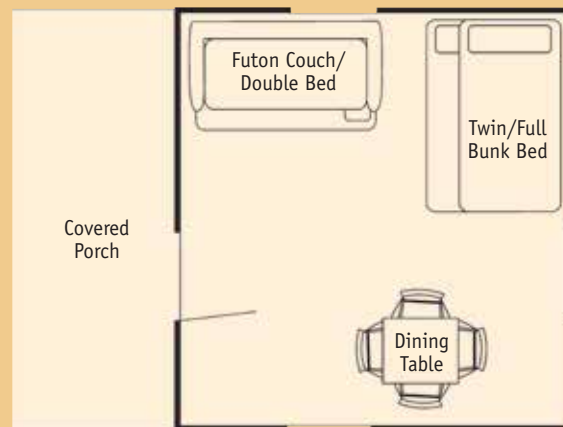 Futon Couch/
Double Bed
Twin/Full
Bunk Bed
Covered
Porch
Dining
Table